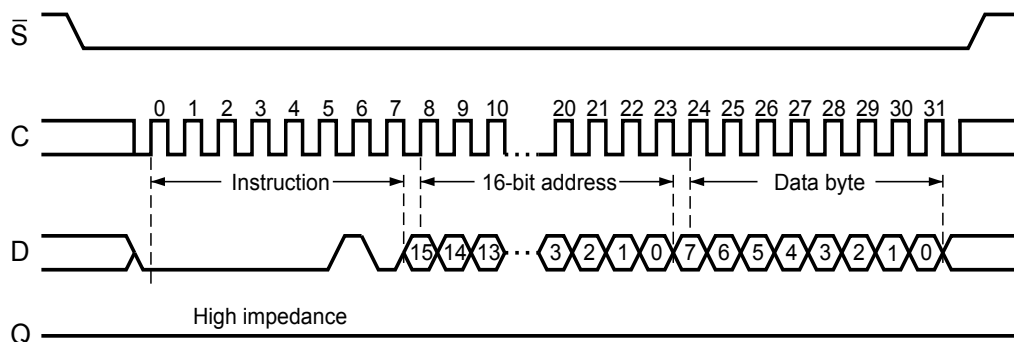 S̅
0 1 2 3 4 5 6 7 8 9 10 20 21 22 23 24 25 26 27 28 29 30 31
C
Instruction 16-bit address Data byte
D 15 14 13 3 2 1 0 7 6 5 4 3 2 1 0
High impedance
Q